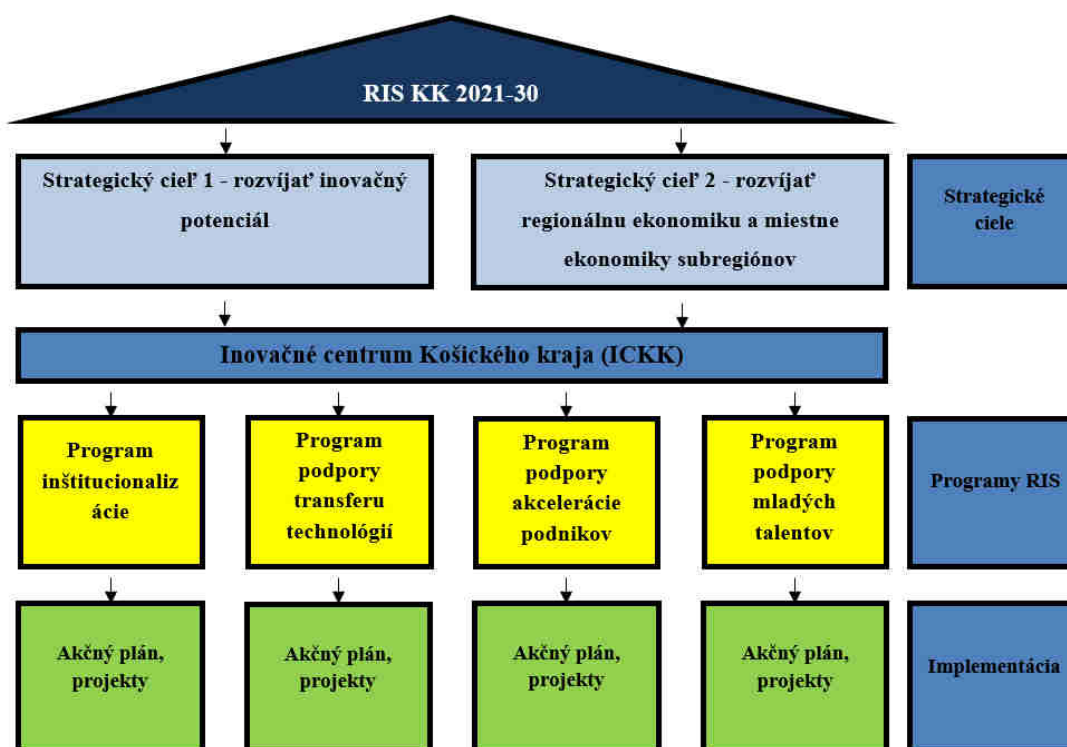 RIS KK 2021-30
Strategický cieľ 1 - rozvíjať inovačný
potenciál
Strategický cieľ 2 - rozvíjať
regionálnu ekonomiku a miestne
ekonomiky subregiónov
Strategické
ciele
Inovačné centrum Košického kraja (ICKK)
Program
inštitucionaliz
ácie
Program
podpory
transferu
technológií
Program
podpory
akcelerácie
podnikov
Program
podpory
mladých
talentov
Programy RIS
Akčný plán,
projekty
Akčný plán,
projekty
Akčný plán,
projekty
Akčný plán,
projekty
Implementácia